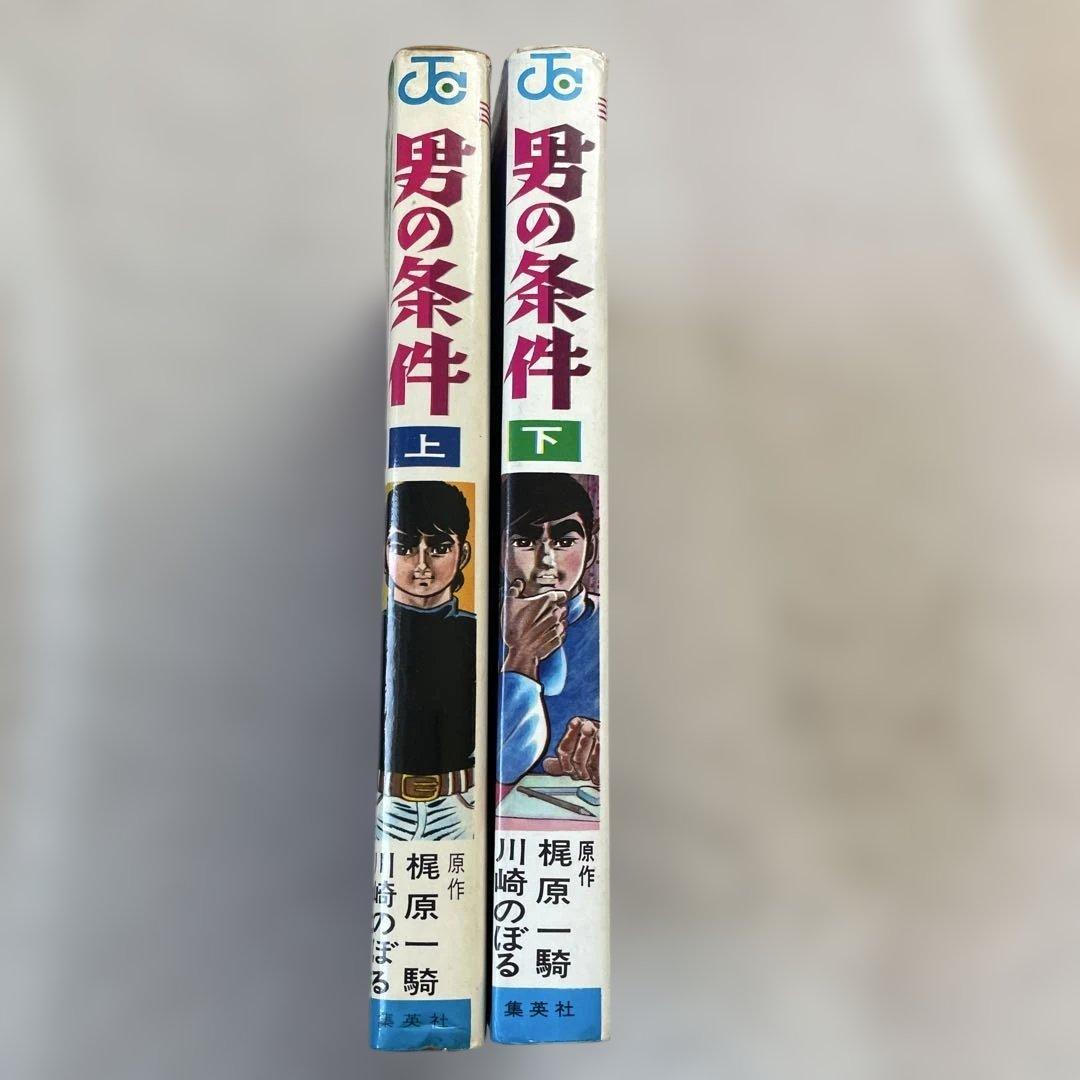 JC
男の条件
上
原作
梶原一騎
川崎のぼる
集英社
JC
男の条件
下
原作
梶原一騎
川崎のぼる
集英社